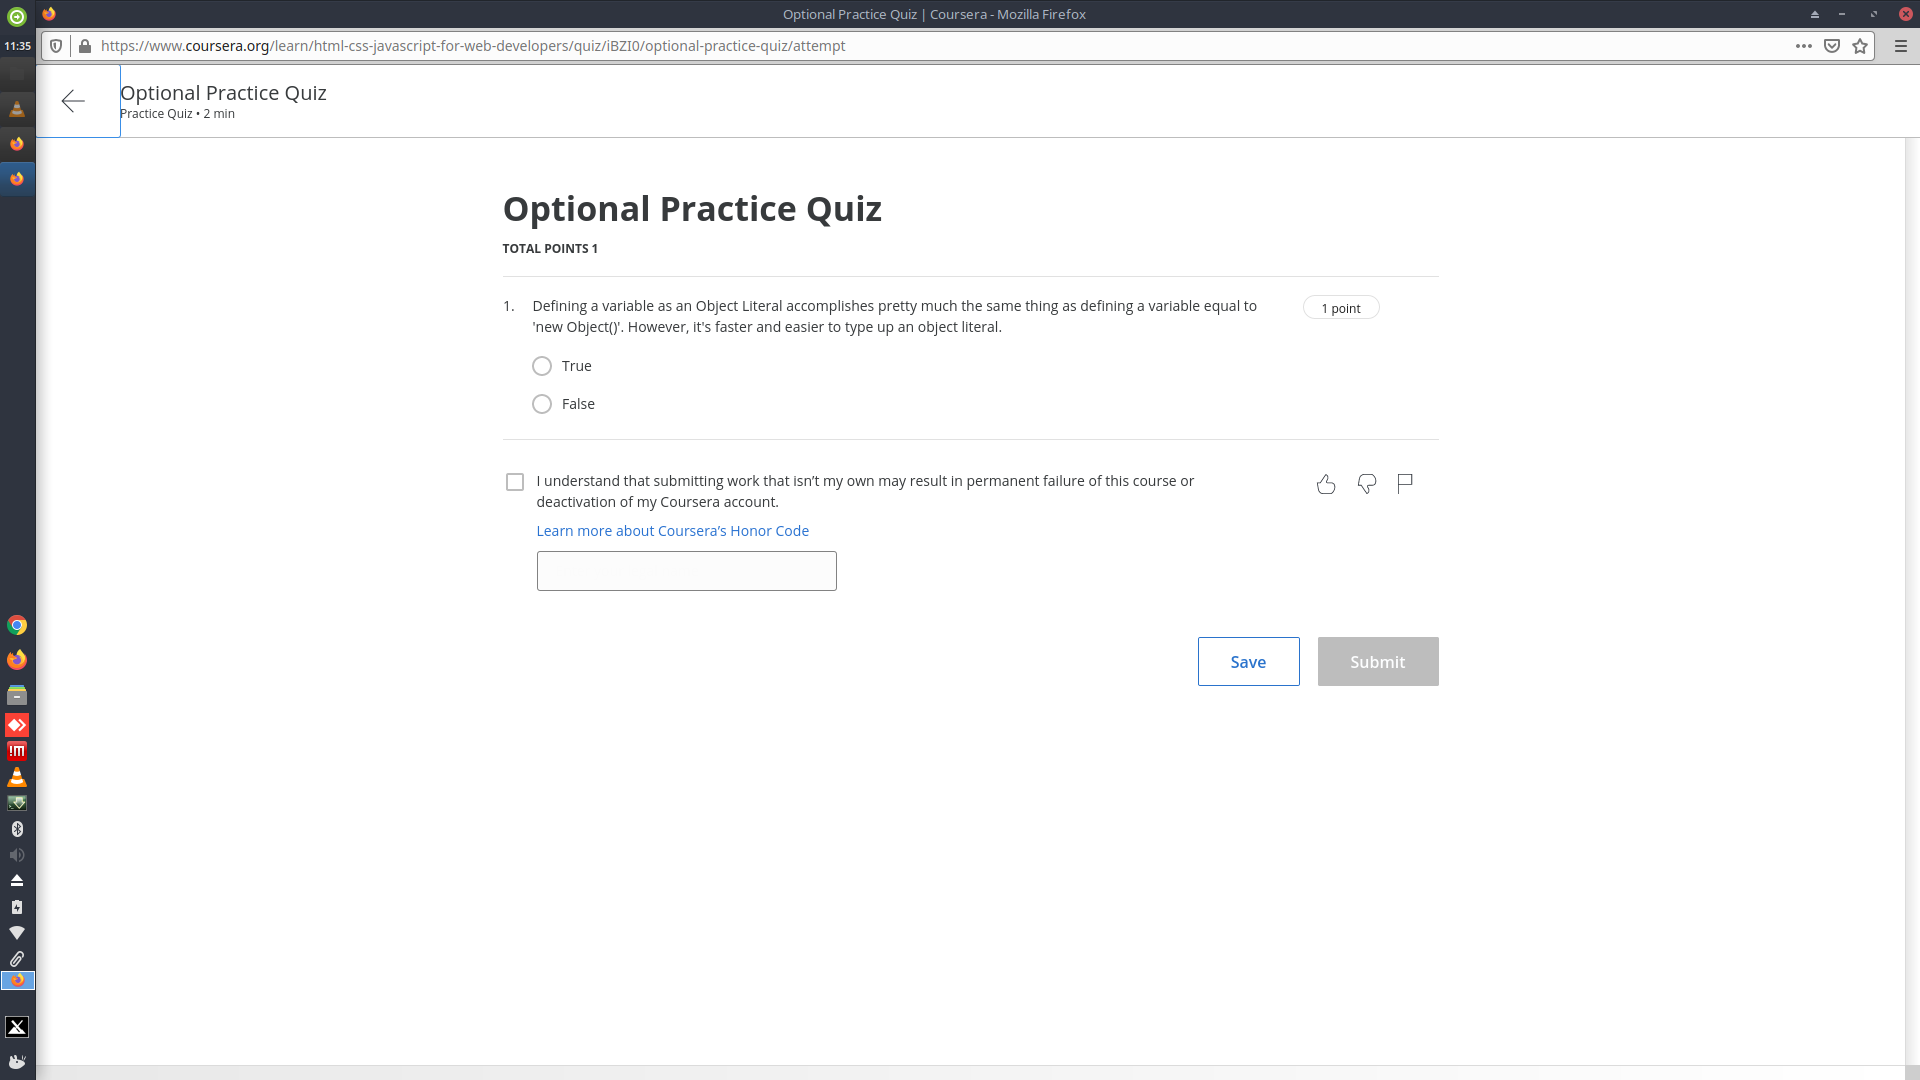 Optional Practice Quiz | Coursera - Mozilla Firefox
11:35
https://www.coursera.org/learn/html-css-javascript-for-web-developers/quiz/iBZI0/optional-practice-quiz/attempt
Optional Practice Quiz
Practice Quiz • 2 min
Optional Practice Quiz
TOTAL POINTS 1
1. Defining a variable as an Object Literal accomplishes pretty much the same thing as defining a variable equal to
'new Object()'. However, it's faster and easier to type up an object literal.
1 point
True
False
I understand that submitting work that isn’t my own may result in permanent failure of this course or
deactivation of my Coursera account.
Learn more about Coursera’s Honor Code
Save
Submit
!m